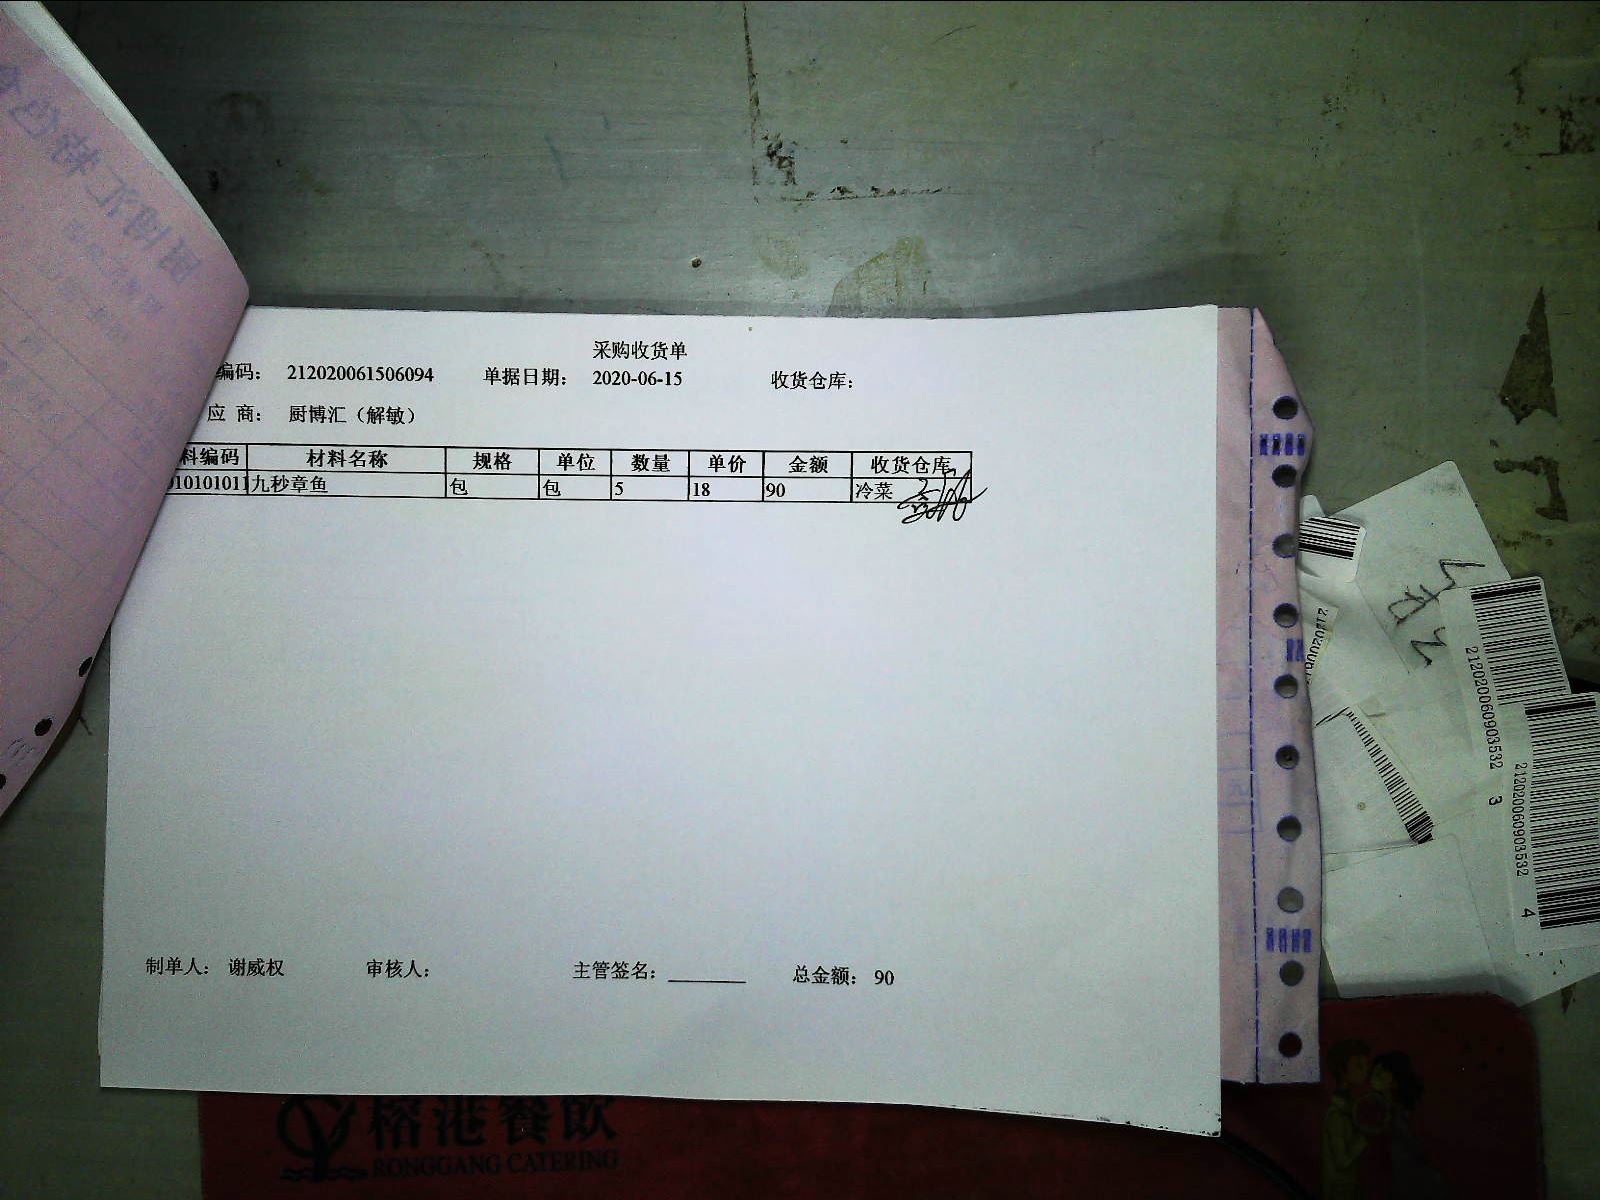 采购收货单
编码： 212020061506094 单据日期： 2020-06-15 收货仓库：
应 商： 厨博汇（解敏）
料编码 材料名称 规格 单位 数量 单价 金额 收货仓库
010101011 九秒章鱼 包 包 5 18 90 冷菜
制单人： 谢威权 审核人： 主管签名：________ 总金额： 90
212020060903532 3
212020060903532 4
榕港餐饮
RONGGANG CATERING